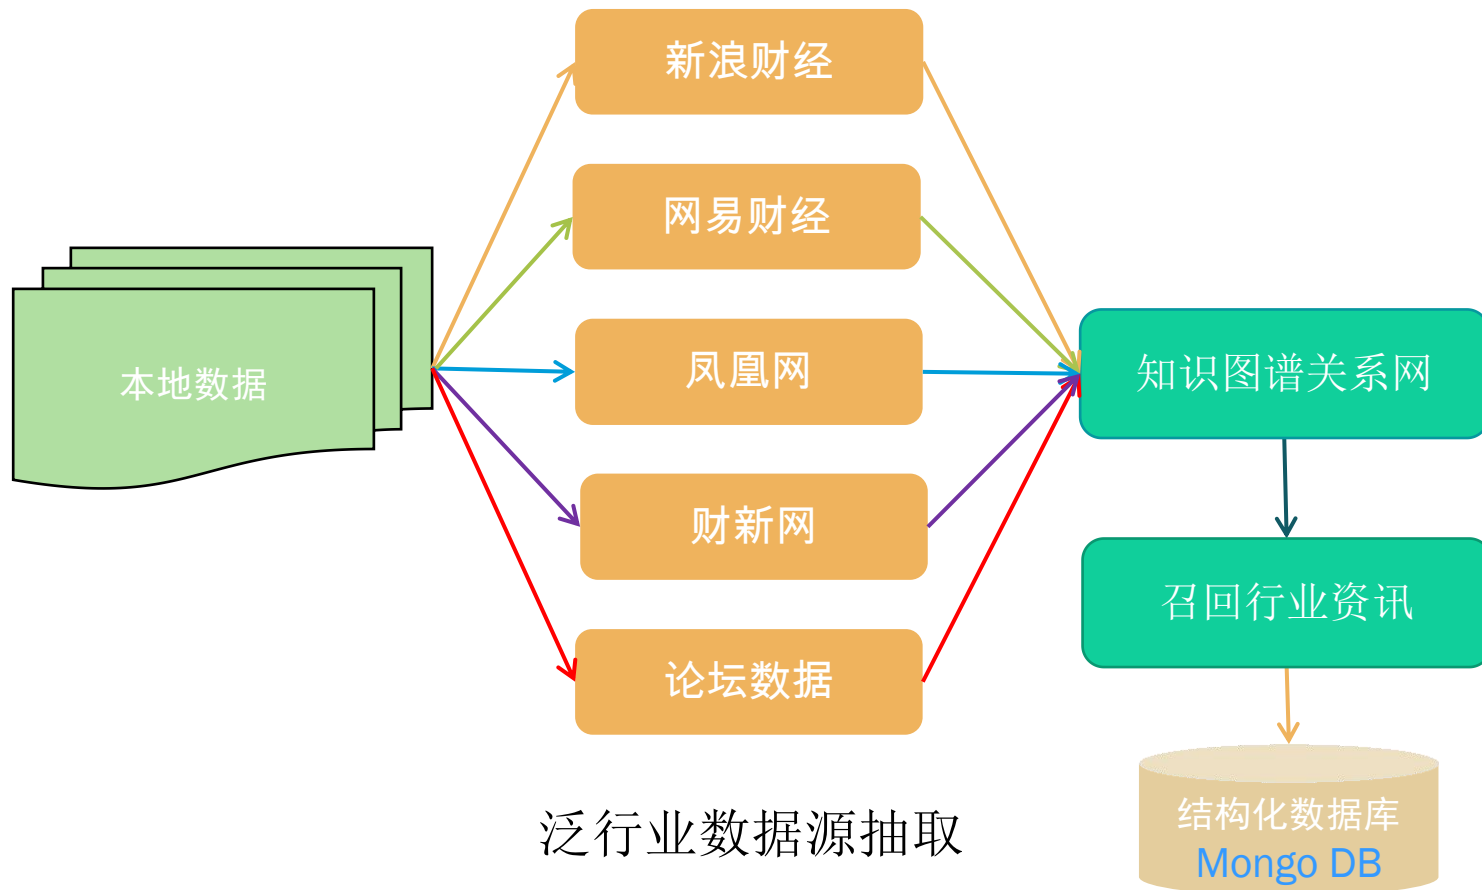 新浪财经
网易财经
本地数据
凤凰网
知识图谱关系网
财新网
召回行业资讯
论坛数据
泛行业数据源抽取
结构化数据库
Mongo DB